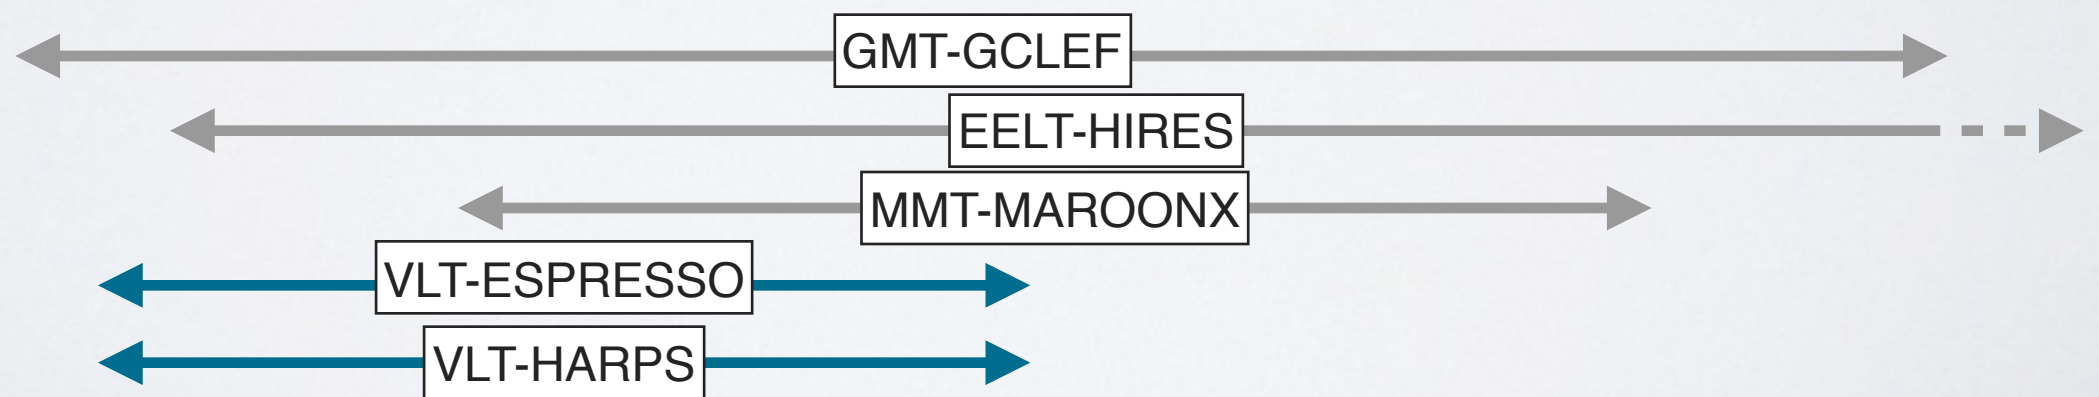 GMT-GCLEF
EELT-HIRES
MMT-MAROONX
VLT-ESPRESSO
VLT-HARPS